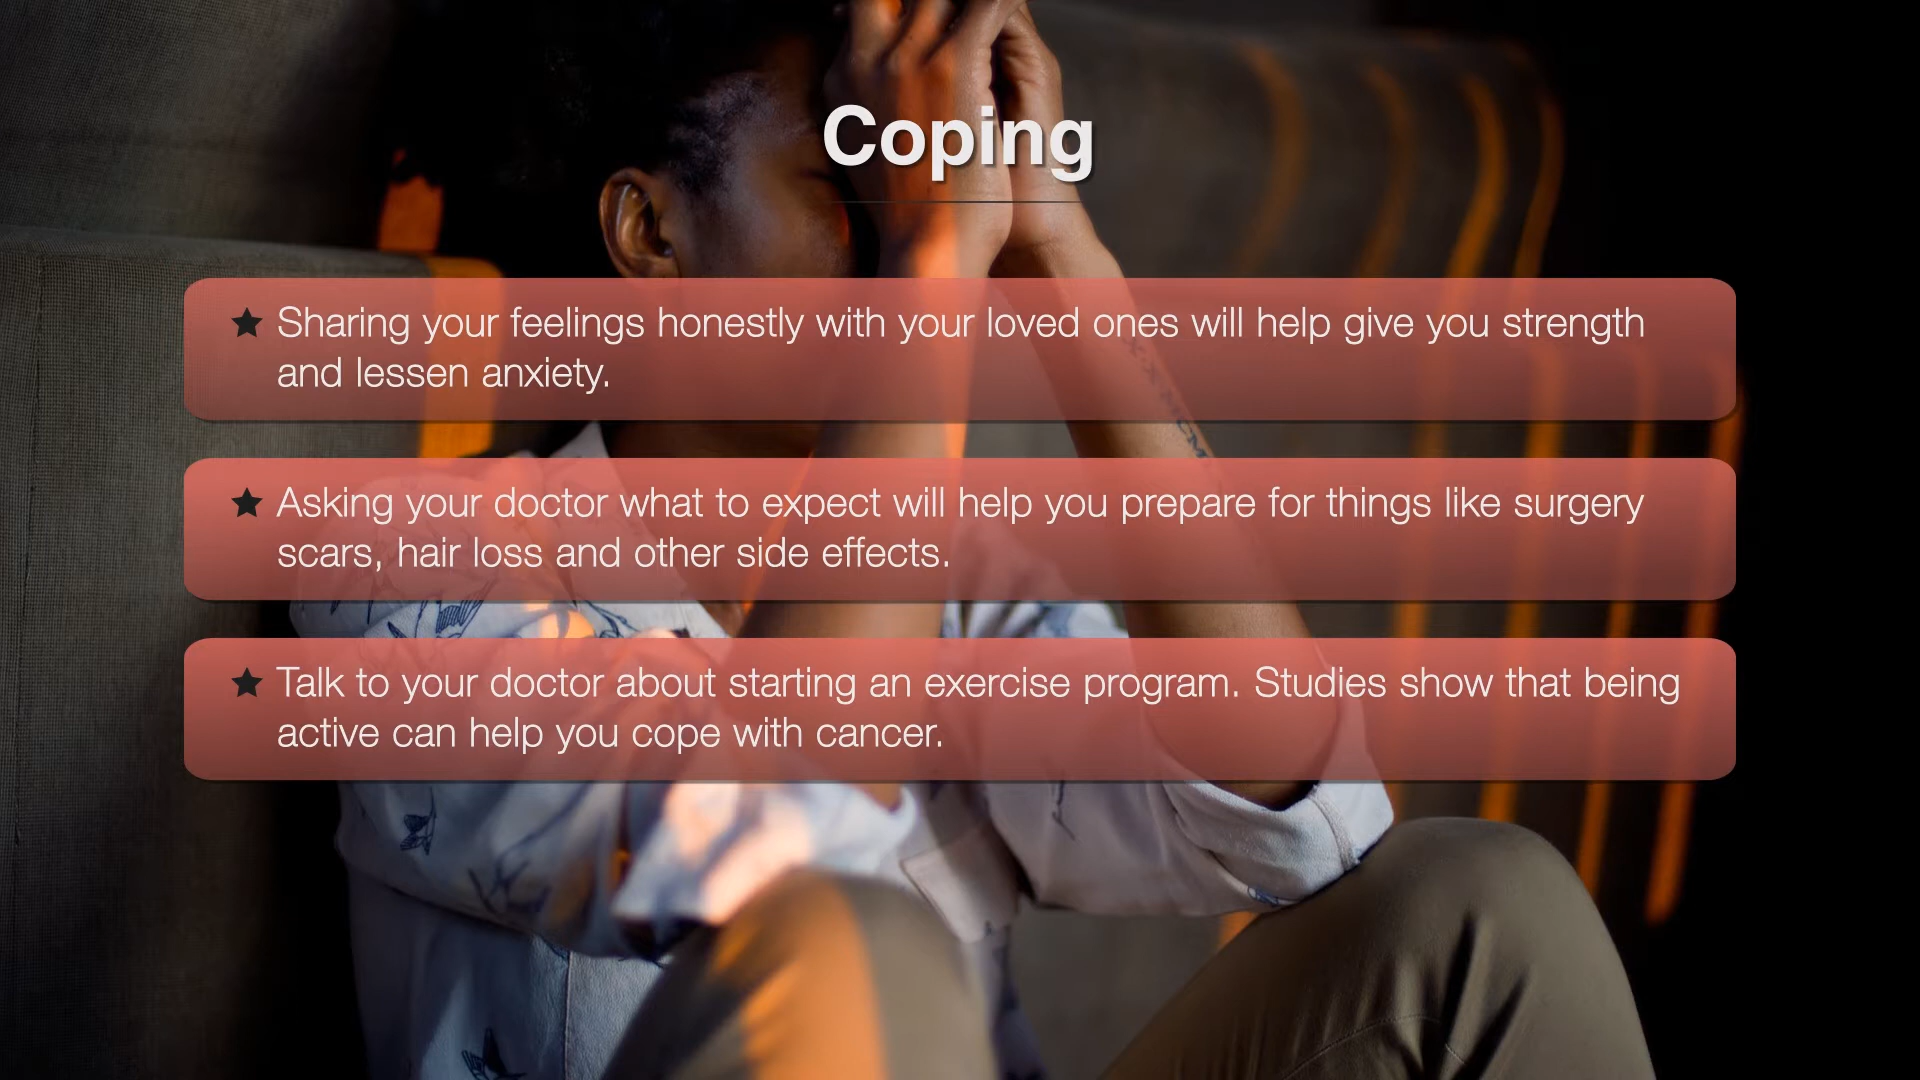 Coping
★ Sharing your feelings honestly with your loved ones will help give you strength
and lessen anxiety.
★ Asking your doctor what to expect will help you prepare for things like surgery
scars, hair loss and other side effects.
★ Talk to your doctor about starting an exercise program. Studies show that being
active can help you cope with cancer.